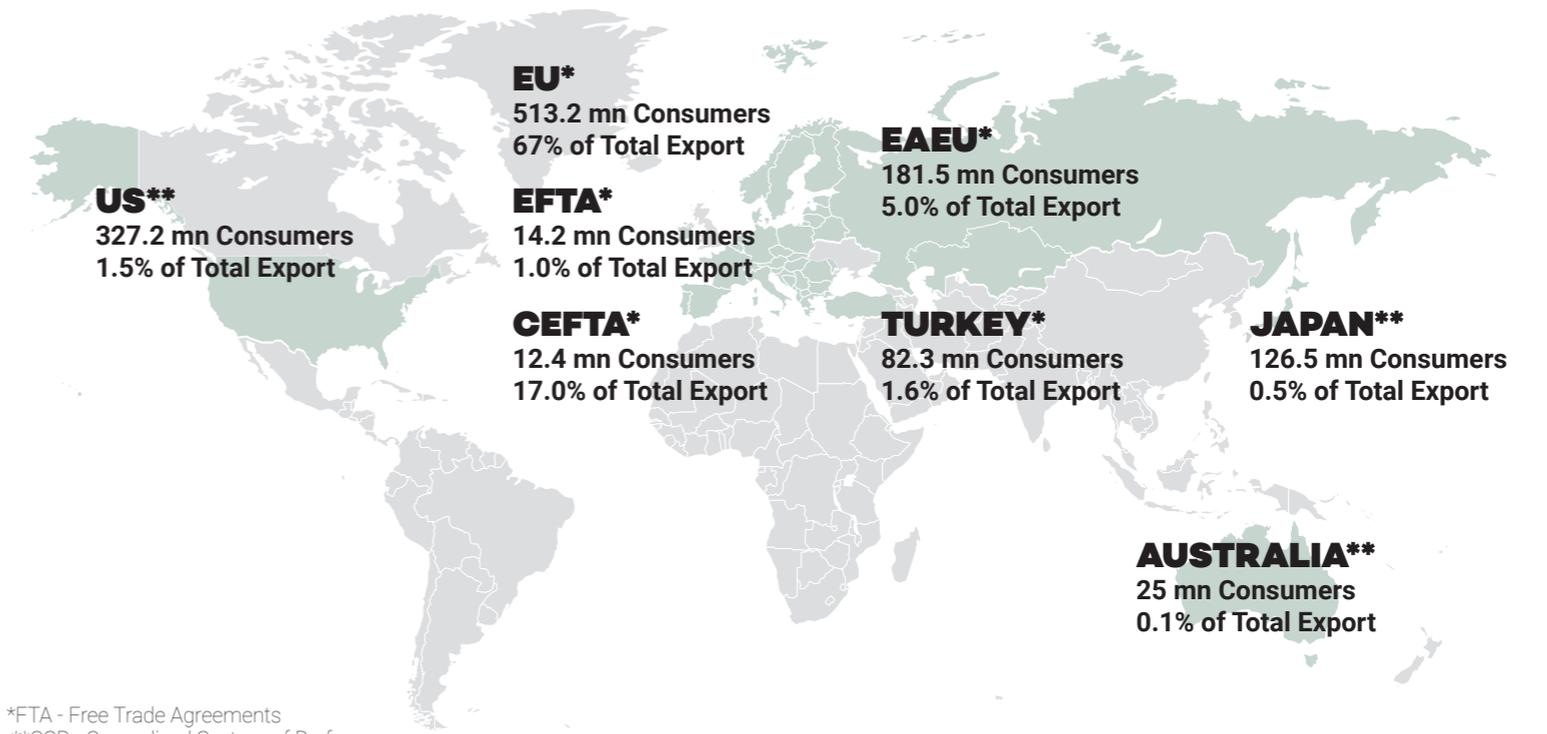 EU*
513.2 mn Consumers
67% of Total Export
EAEU*
181.5 mn Consumers
5.0% of Total Export
US**
327.2 mn Consumers
1.5% of Total Export
EFTA*
14.2 mn Consumers
1.0% of Total Export
CEFTA*
12.4 mn Consumers
17.0% of Total Export
TURKEY*
82.3 mn Consumers
1.6% of Total Export
JAPAN**
126.5 mn Consumers
0.5% of Total Export
AUSTRALIA**
25 mn Consumers
0.1% of Total Export
*FTA - Free Trade Agreements